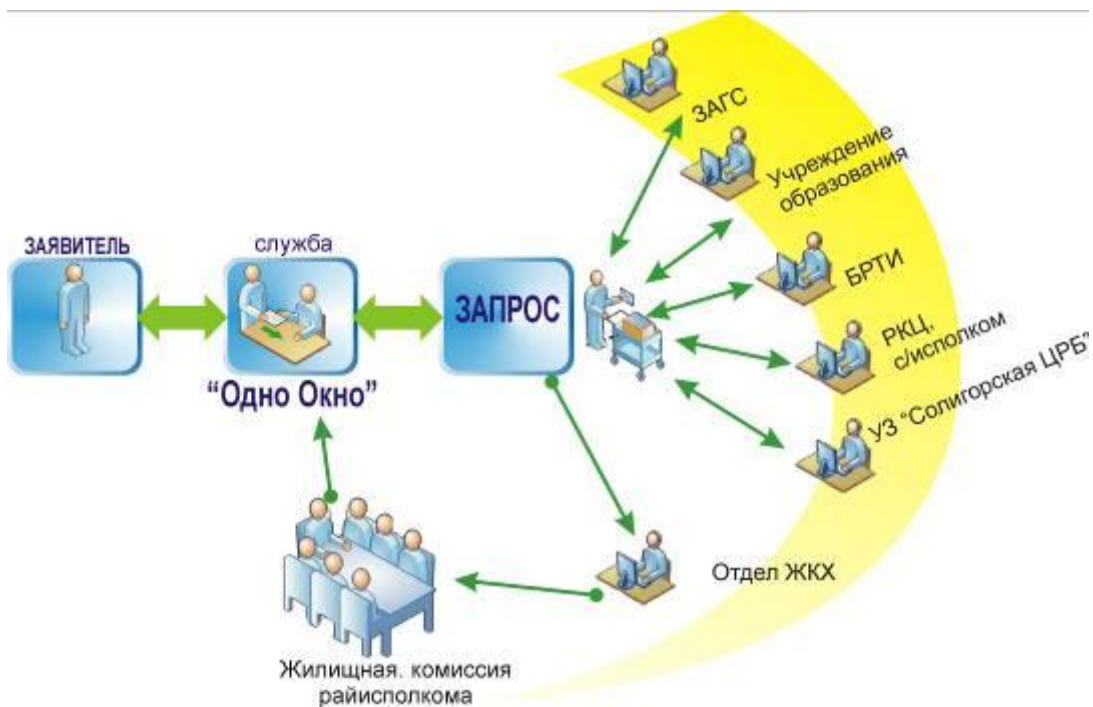 ЗАЯВИТЕЛЬ
служба
"Одно Окно"
ЗАПРОС
ЗАГС
Учреждение
образования
БРТИ
РКЦ,
с/исполком
УЗ "Солигорская ЦРБ"
Отдел ЖКХ
Жилищная. комиссия
райисполкома